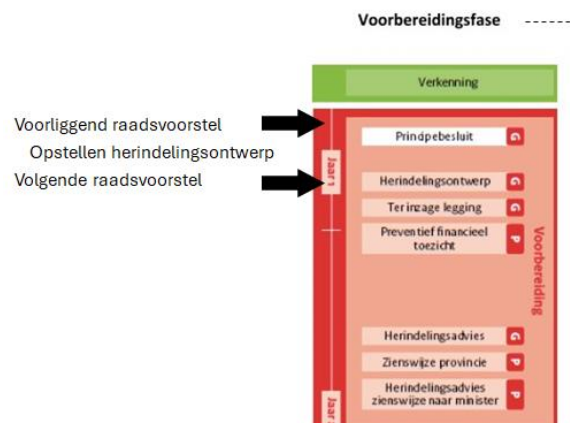 Voorbereidingsfase
Verkenning
Voorliggend raadsvoorstel
Opstellen herindelingsontwerp
Volgende raadsvoorstel
Jaar 1
Principebesluit G
Herindelingsontwerp G
Ter inzage legging G
Preventief financieel
toezicht P
Voorbereiding
Herindelingsadvies G
Zienswijze provincie P
Herindelingsadvies
zienswijze naar minister P
Jaar